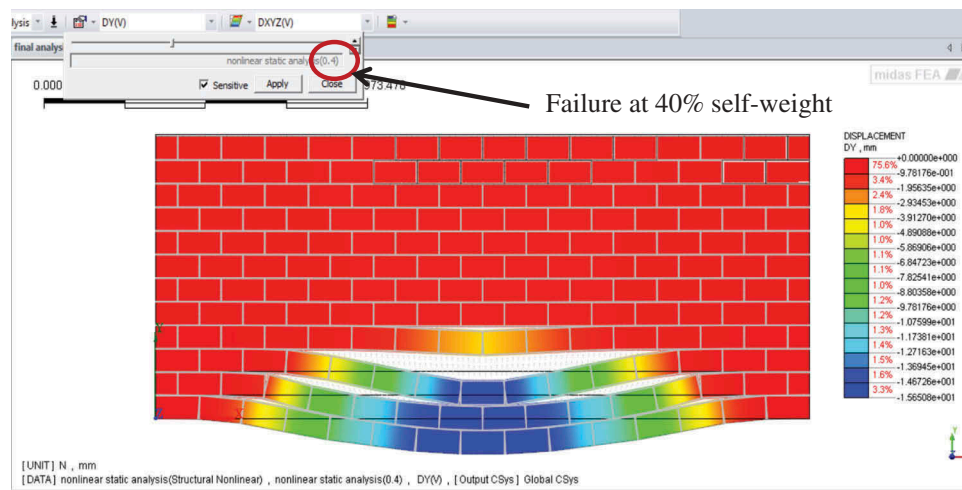 lysis DY(V) DXYZ(V)
final analys
nonlinear static analysis(0.4)
0.000
973.476
Sensitive Apply Close
midas FEA
Failure at 40% self-weight
DISPLACEMENT
DY , mm
+0.00000e+000
75.6%
-9.78176e-001
3.4%
-1.95635e+000
2.4%
-2.93453e+000
1.8%
-3.91270e+000
1.0%
-4.89088e+000
1.0%
-5.86906e+000
1.1%
-6.84723e+000
1.1%
-7.82541e+000
1.0%
-8.80358e+000
1.2%
-9.78176e+000
1.2%
-1.07599e+001
1.3%
-1.17381e+001
1.4%
-1.27163e+001
1.5%
-1.36945e+001
1.6%
-1.46726e+001
3.3%
-1.56508e+001
[UNIT] N , mm
[DATA] nonlinear static analysis(Structural Nonlinear) , nonlinear static analysis(0.4) , DY(V) , [Output CSys] Global CSys